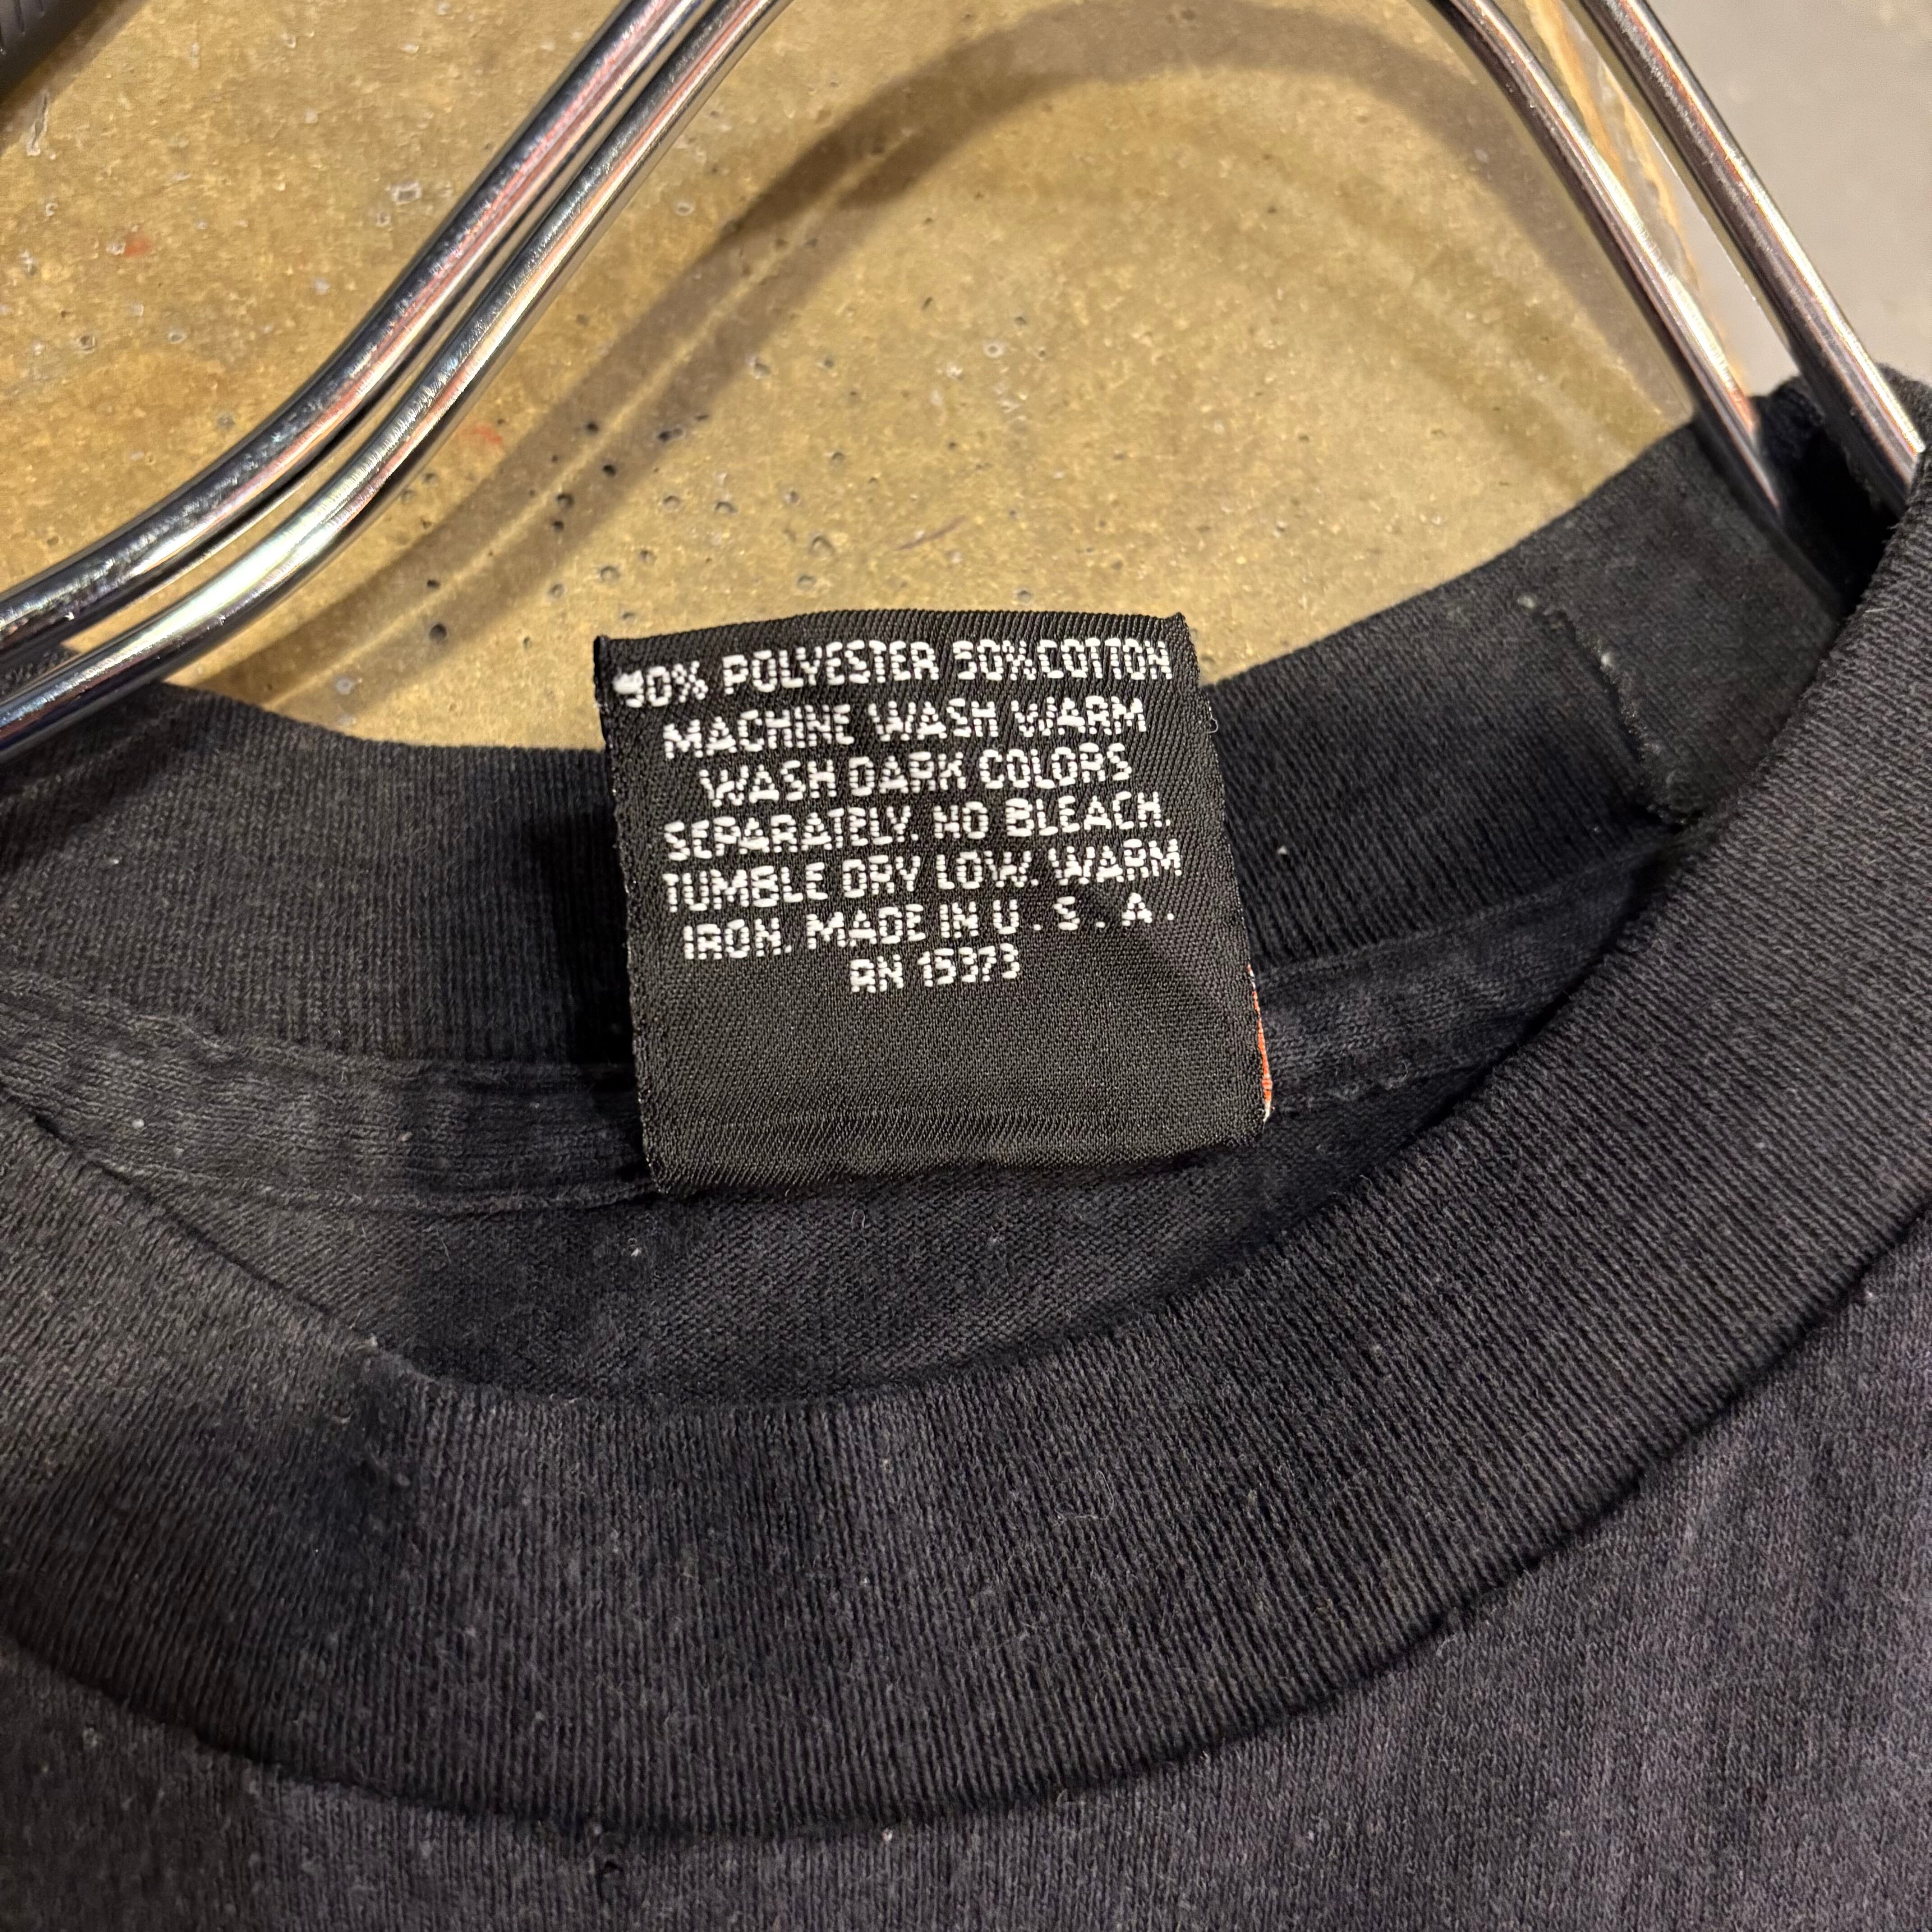 50% POLYESTER 50% COTTON
MACHINE WASH WARM
WASH DARK COLORS
SEPARATELY. NO BLEACH.
TUMBLE DRY LOW. WARM
IRON. MADE IN U.S.A.
RN 15373